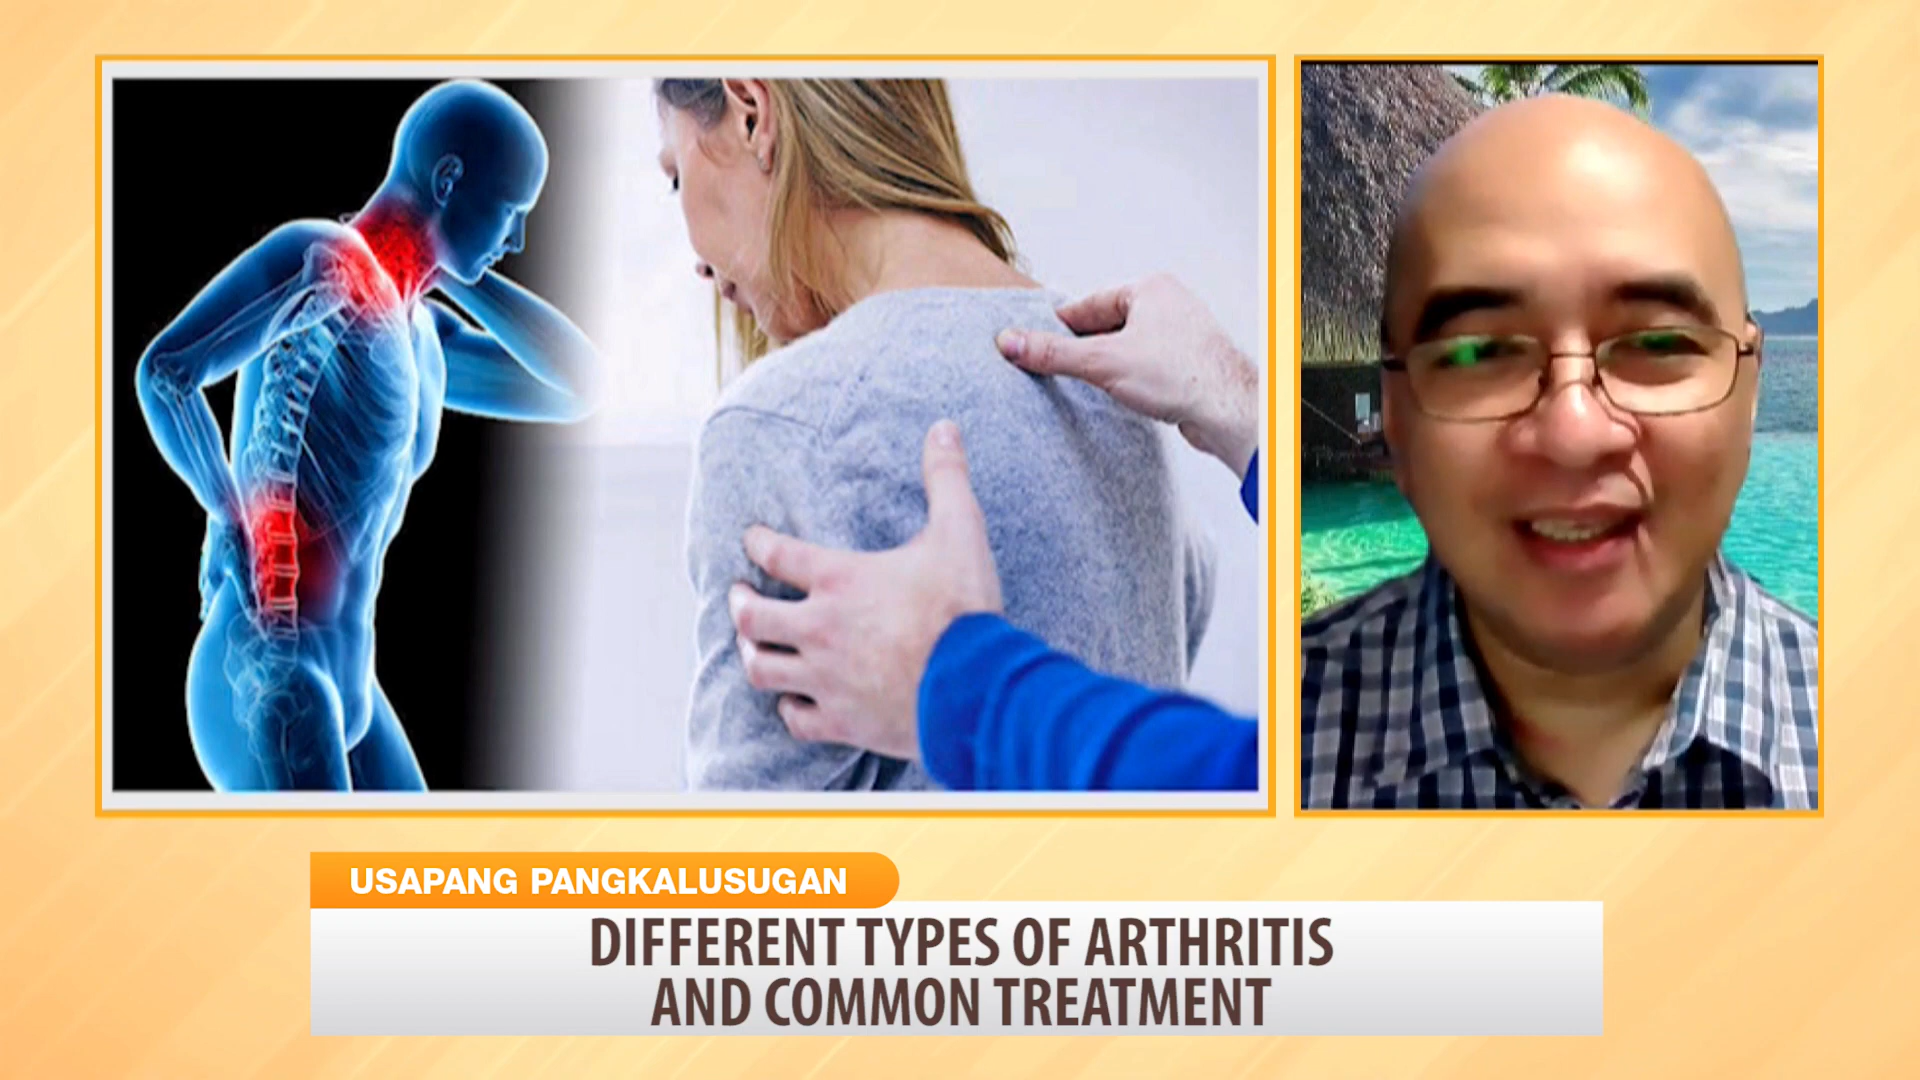 USAPANG PANGKALUSUGAN
DIFFERENT TYPES OF ARTHRITIS
AND COMMON TREATMENT